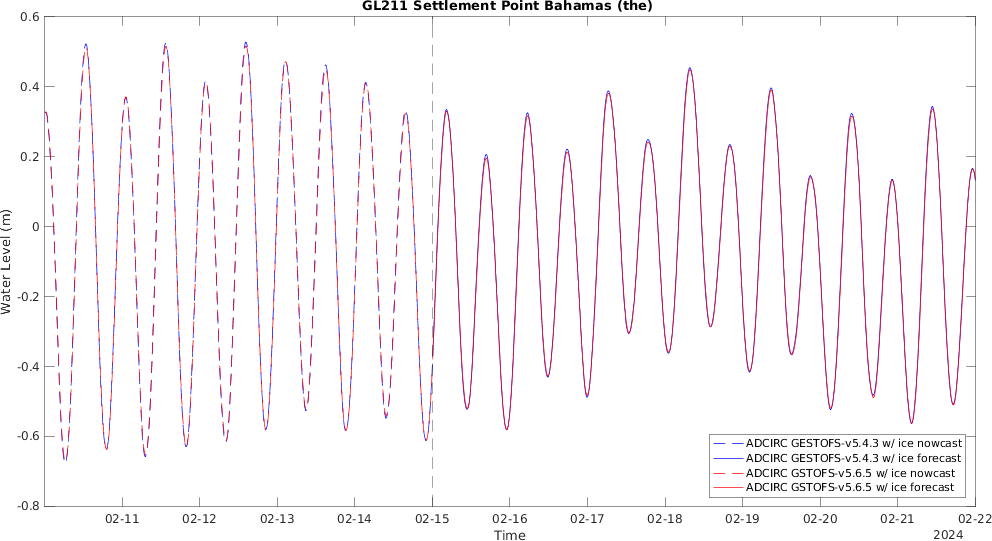 GL211 Settlement Point Bahamas (the)
Water Level (m)
0.6
0.4
0.2
0
-0.2
-0.4
-0.6
-0.8
ADCIRC GESTOFS-v5.4.3 w/ ice nowcast
ADCIRC GESTOFS-v5.4.3 w/ ice forecast
ADCIRC GSTOFS-v5.6.5 w/ ice nowcast
ADCIRC GSTOFS-v5.6.5 w/ ice forecast
02-11 02-12 02-13 02-14 02-15 02-16 02-17 02-18 02-19 02-20 02-21 02-22
Time
2024